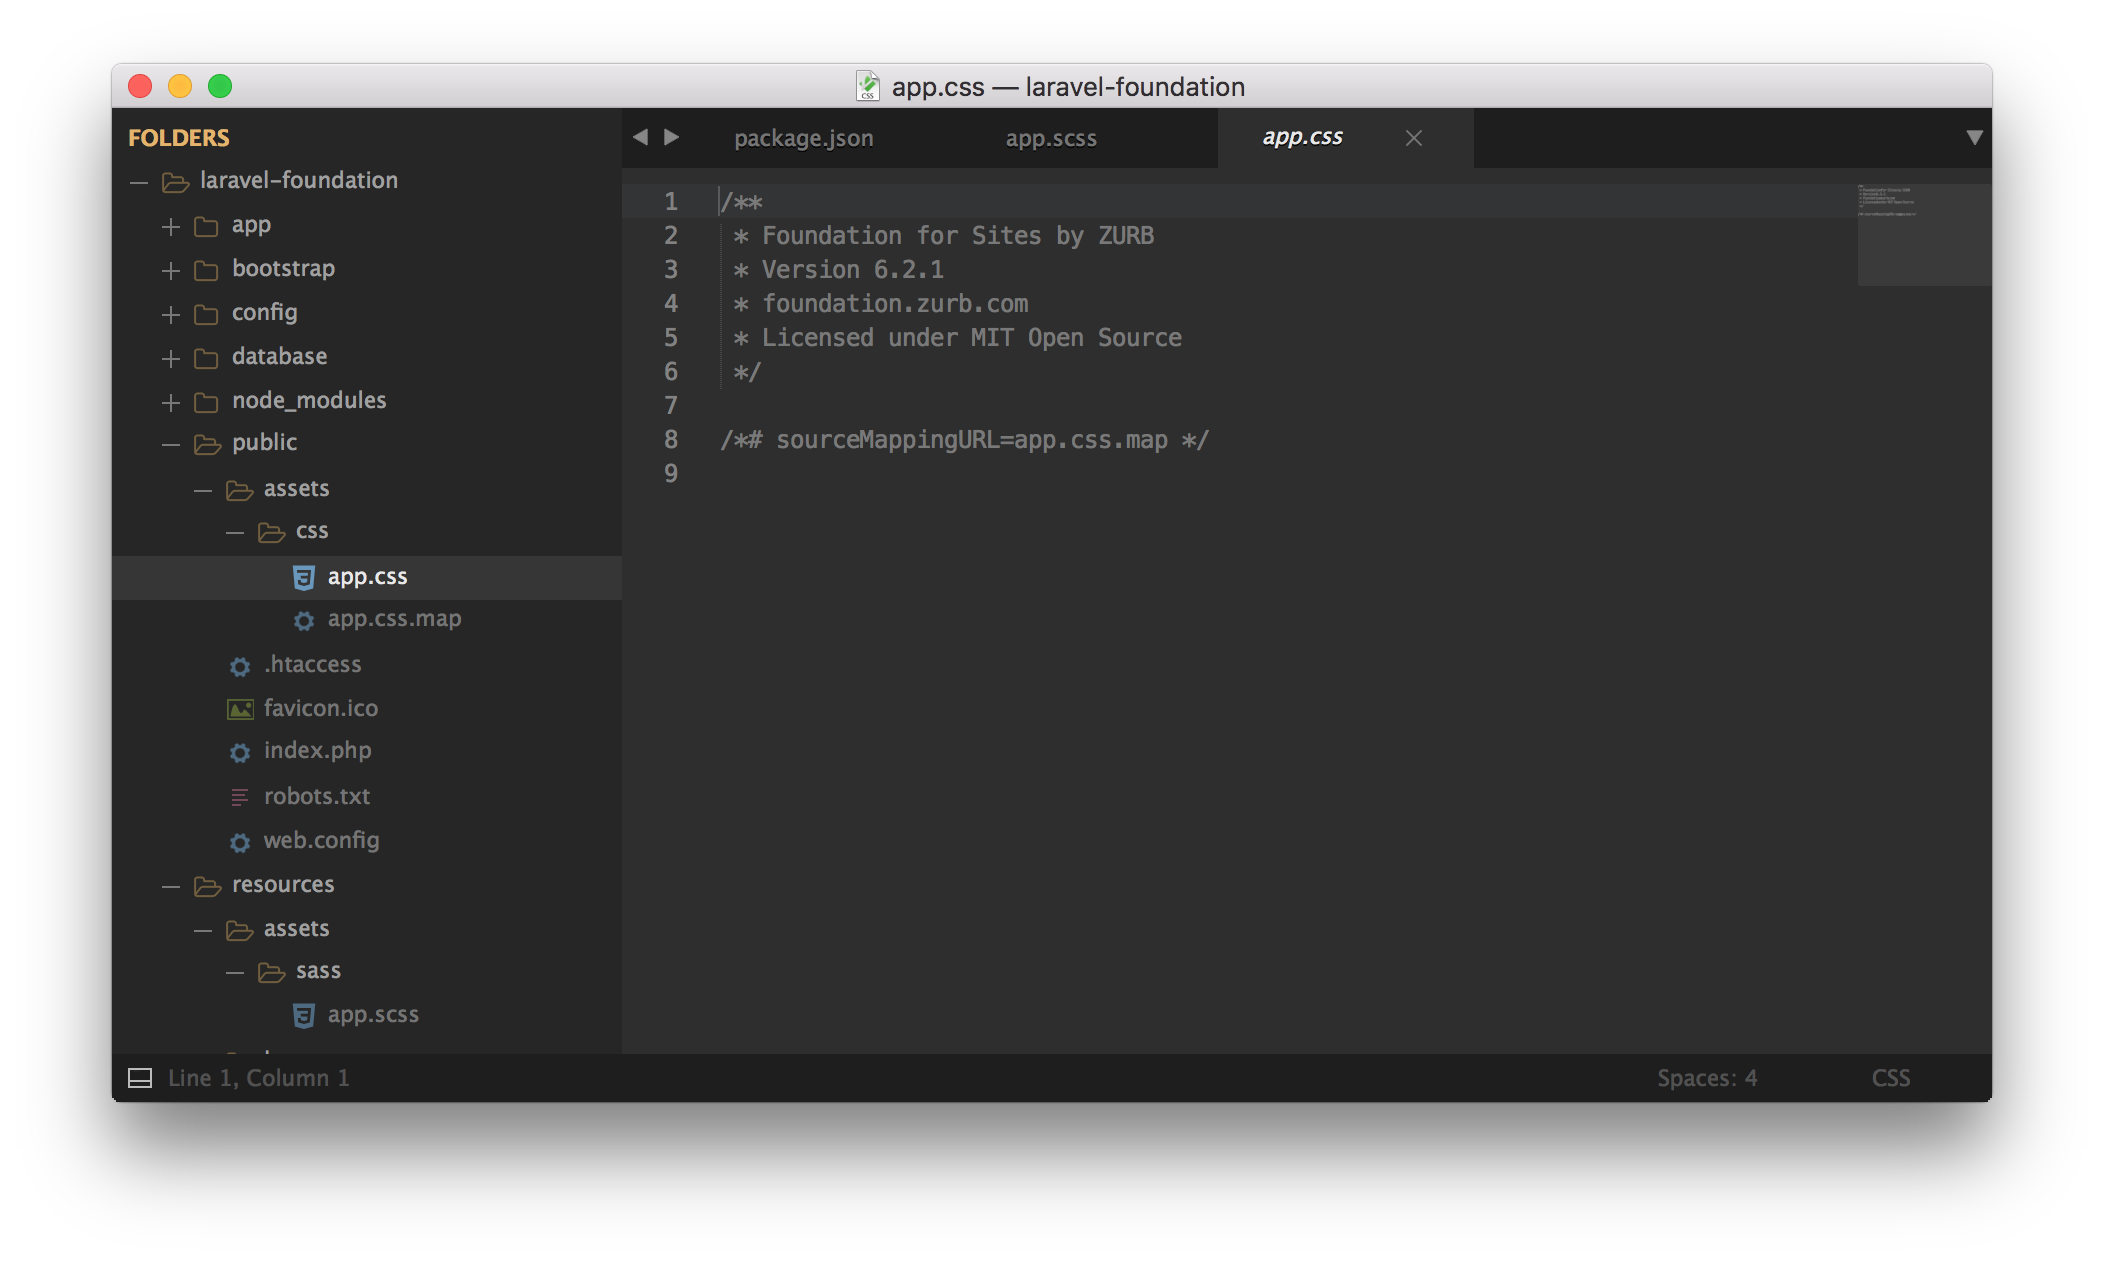 app.css — laravel-foundation
FOLDERS
laravel-foundation
app
bootstrap
config
database
node_modules
public
assets
css
app.css
app.css.map
.htaccess
favicon.ico
index.php
robots.txt
web.config
resources
assets
sass
app.scss
package.json app.scss app.css
1 /**
2 * Foundation for Sites by ZURB
3 * Version 6.2.1
4 * foundation.zurb.com
5 * Licensed under MIT Open Source
6 */
7
8 /*# sourceMappingURL=app.css.map */
9
Line 1, Column 1 Spaces: 4 CSS